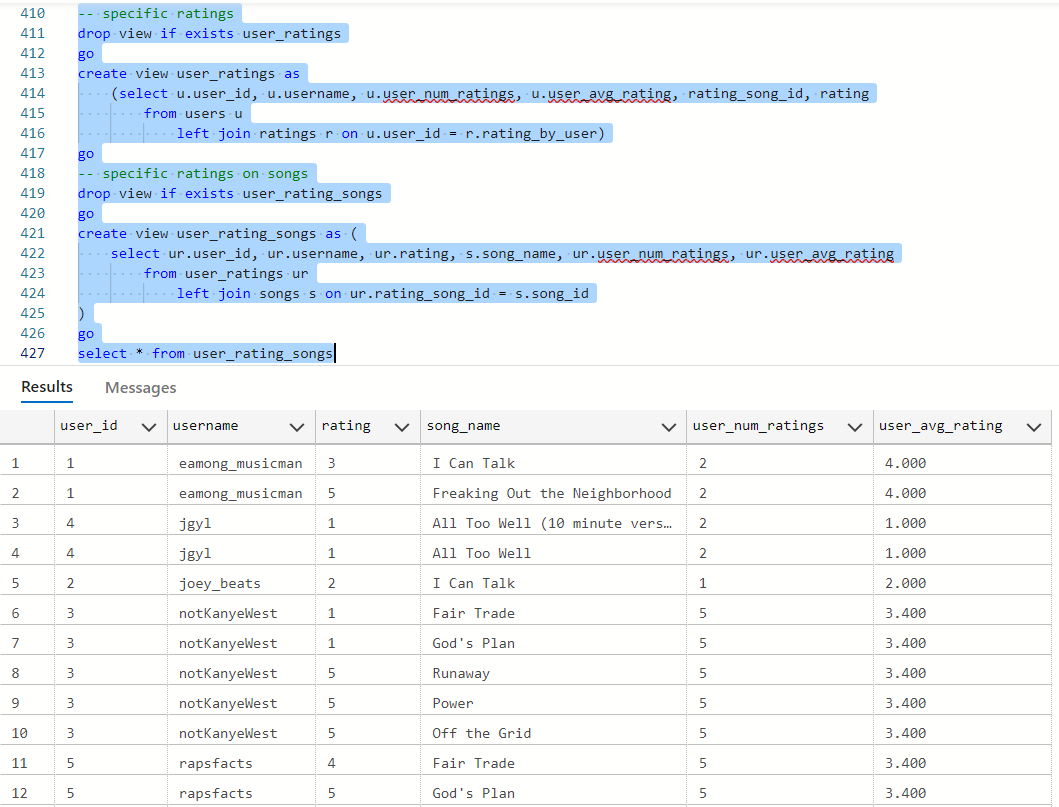 410 -- specific ratings
411 drop view if exists user_ratings
412 go
413 create view user_ratings as
414 (select u.user_id, u.username, u.user_num_ratings, u.user_avg_rating, rating_song_id, rating
415 from users u
416 left join ratings r on u.user_id = r.rating_by_user)
417 go
418 -- specific ratings on songs
419 drop view if exists user_rating_songs
420 go
421 create view user_rating_songs as (
422 select ur.user_id, ur.username, ur.rating, s.song_name, ur.user_num_ratings, ur.user_avg_rating
423 from user_ratings ur
424 left join songs s on ur.rating_song_id = s.song_id
425 )
426 go
427 select * from user_rating_songs
Results Messages
user_id username rating song_name user_num_ratings user_avg_rating
1 1 eamong_musicman 3 I Can Talk 2 4.000
2 1 eamong_musicman 5 Freaking Out the Neighborhood 2 4.000
3 4 jgyl 1 All Too Well (10 minute vers… 2 1.000
4 4 jgyl 1 All Too Well 2 1.000
5 2 joey_beats 2 I Can Talk 1 2.000
6 3 notKanyeWest 1 Fair Trade 5 3.400
7 3 notKanyeWest 1 God's Plan 5 3.400
8 3 notKanyeWest 5 Runaway 5 3.400
9 3 notKanyeWest 5 Power 5 3.400
10 3 notKanyeWest 5 Off the Grid 5 3.400
11 5 rapsfacts 4 Fair Trade 5 3.400
12 5 rapsfacts 5 God's Plan 5 3.400